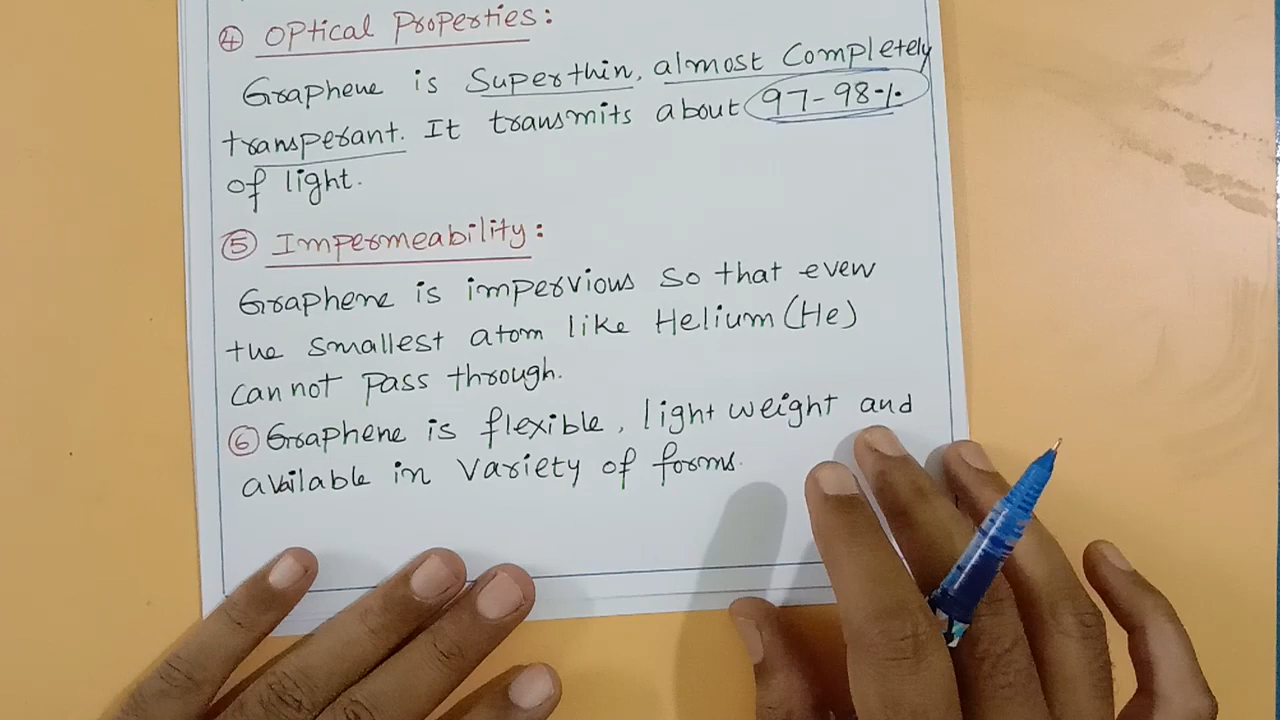 ④ Optical Properties:
Graphene is Superthin, almost Completely
transperant. It transmits about 97-98%
of light.
⑤ Impermeability:
Graphene is impervious so that even
the smallest atom like Helium (He)
cannot pass through.
⑥ Graphene is flexible, light weight and
available in variety of forms.